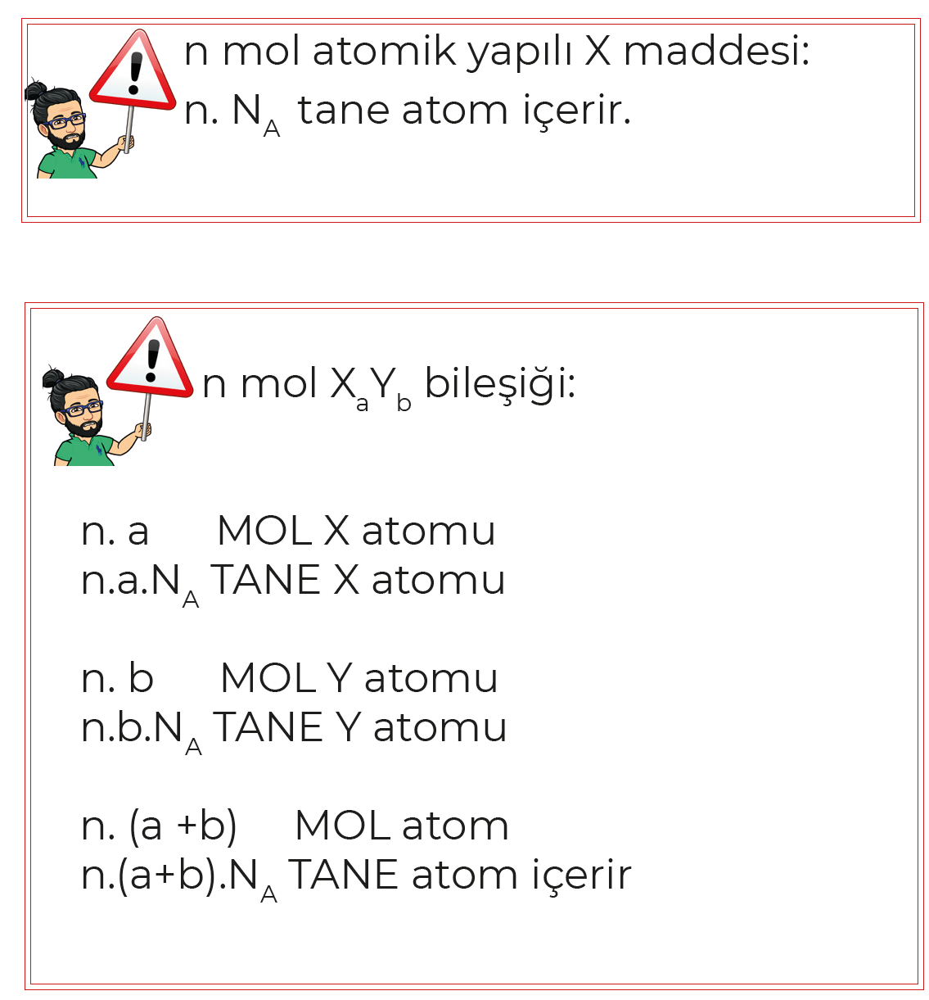 n mol atomik yapılı X maddesi:
n. N_A tane atom içerir.
n mol X_aY_b bileşiği:
n. a MOL X atomu
n.a.N_A TANE X atomu
n. b MOL Y atomu
n.b.N_A TANE Y atomu
n. (a +b) MOL atom
n.(a+b).N_A TANE atom içerir